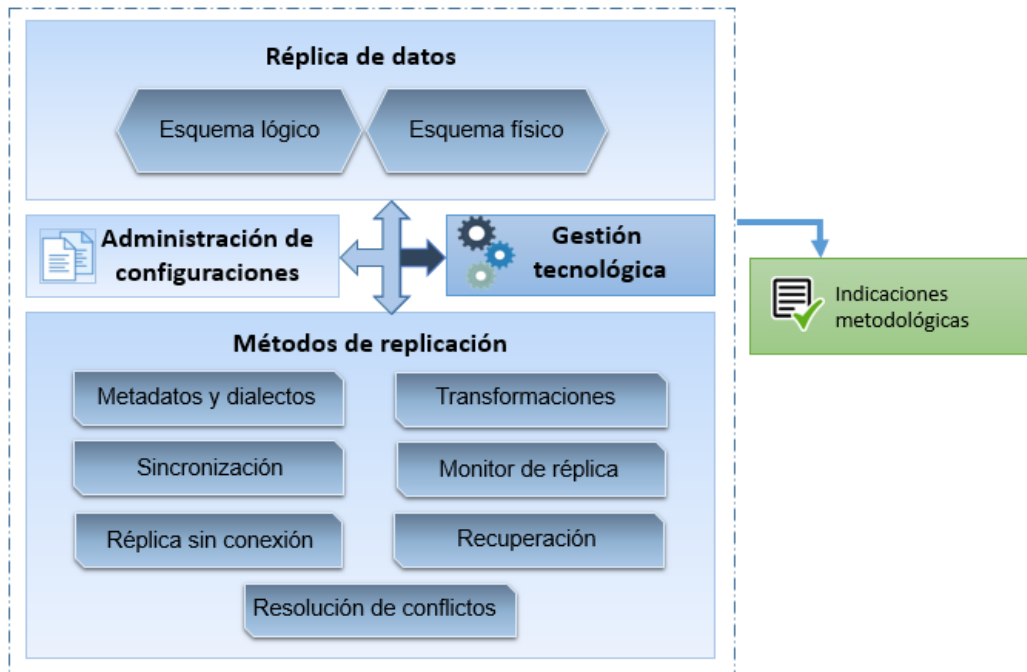 Réplica de datos
Esquema lógico
Esquema físico
Administración de
configuraciones
Gestión
tecnológica
Indicaciones
metodológicas
Métodos de replicación
Metadatos y dialectos
Transformaciones
Sincronización
Monitor de réplica
Réplica sin conexión
Recuperación
Resolución de conflictos